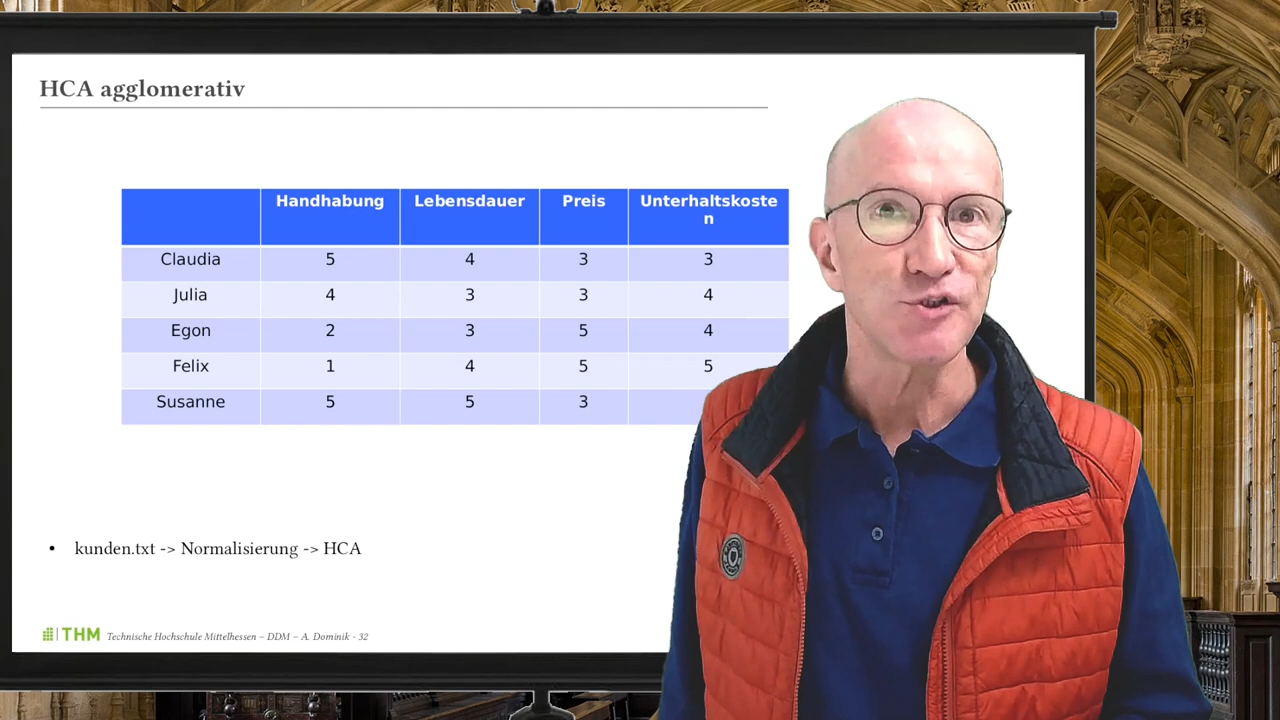 HCA agglomerativ
Handhabung Lebensdauer Preis Unterhaltskoste
n
Claudia 5 4 3 3
Julia 4 3 3 4
Egon 2 3 5 4
Felix 1 4 5 5
Susanne 5 5 3
• kunden.txt -> Normalisierung -> HCA
THM Technische Hochschule Mittelhessen – DDM – A. Dominik - 32